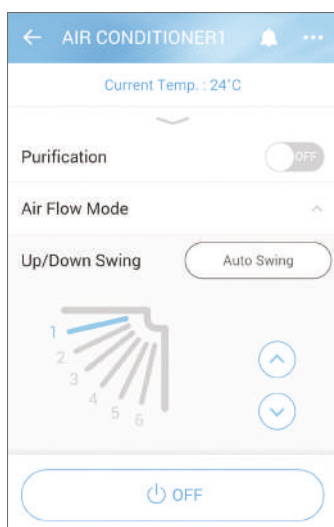 AIR CONDITIONER1
Current Temp. : 24°C
Purification OFF
Air Flow Mode
Up/Down Swing Auto Swing
1
2
3
4
5
6
OFF